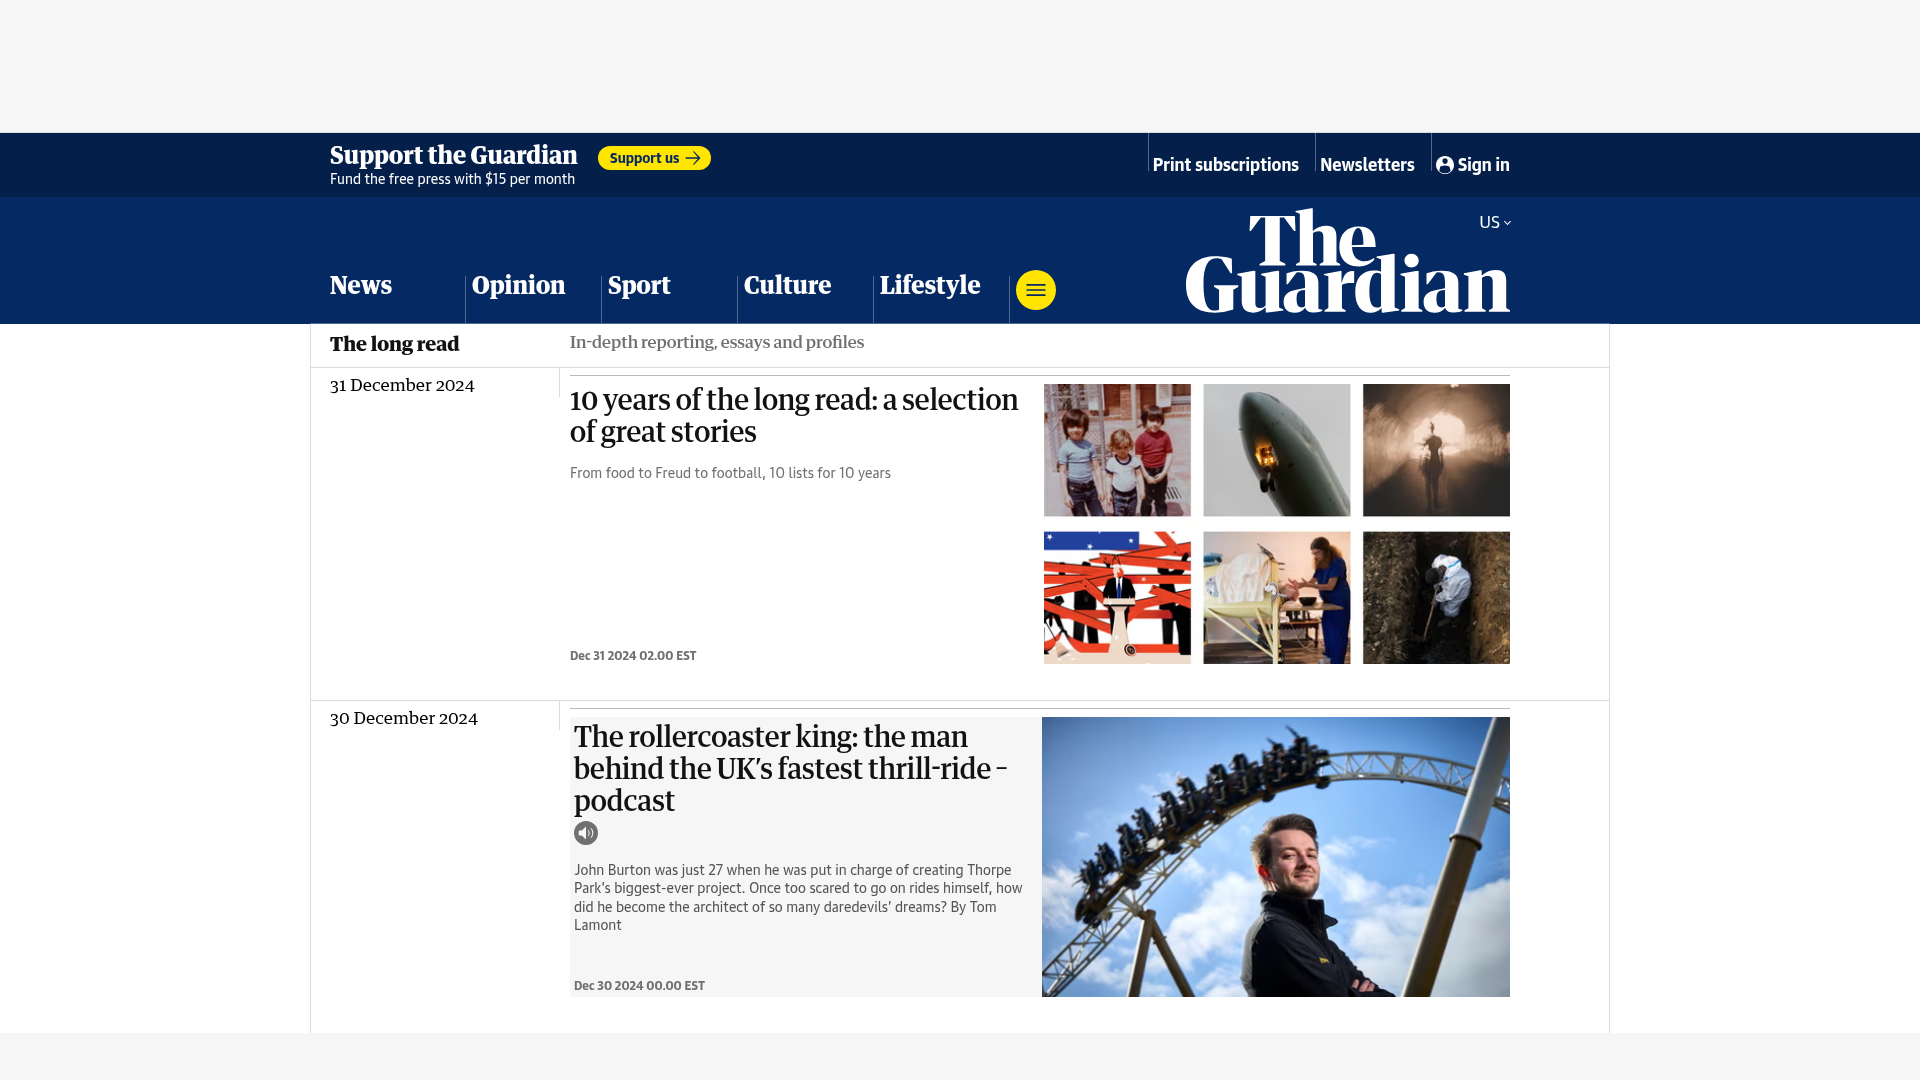 Support the Guardian
Fund the free press with $15 per month
Support us
Print subscriptions
Newsletters
Sign in
US
The
Guardian
News
Opinion
Sport
Culture
Lifestyle
The long read
In-depth reporting, essays and profiles
31 December 2024
10 years of the long read: a selection
of great stories
From food to Freud to football, 10 lists for 10 years
Dec 31 2024 02.00 EST
30 December 2024
The rollercoaster king: the man
behind the UK’s fastest thrill-ride –
podcast
John Burton was just 27 when he was put in charge of creating Thorpe
Park’s biggest-ever project. Once too scared to go on rides himself, how
did he become the architect of so many daredevils’ dreams? By Tom
Lamont
Dec 30 2024 00.00 EST